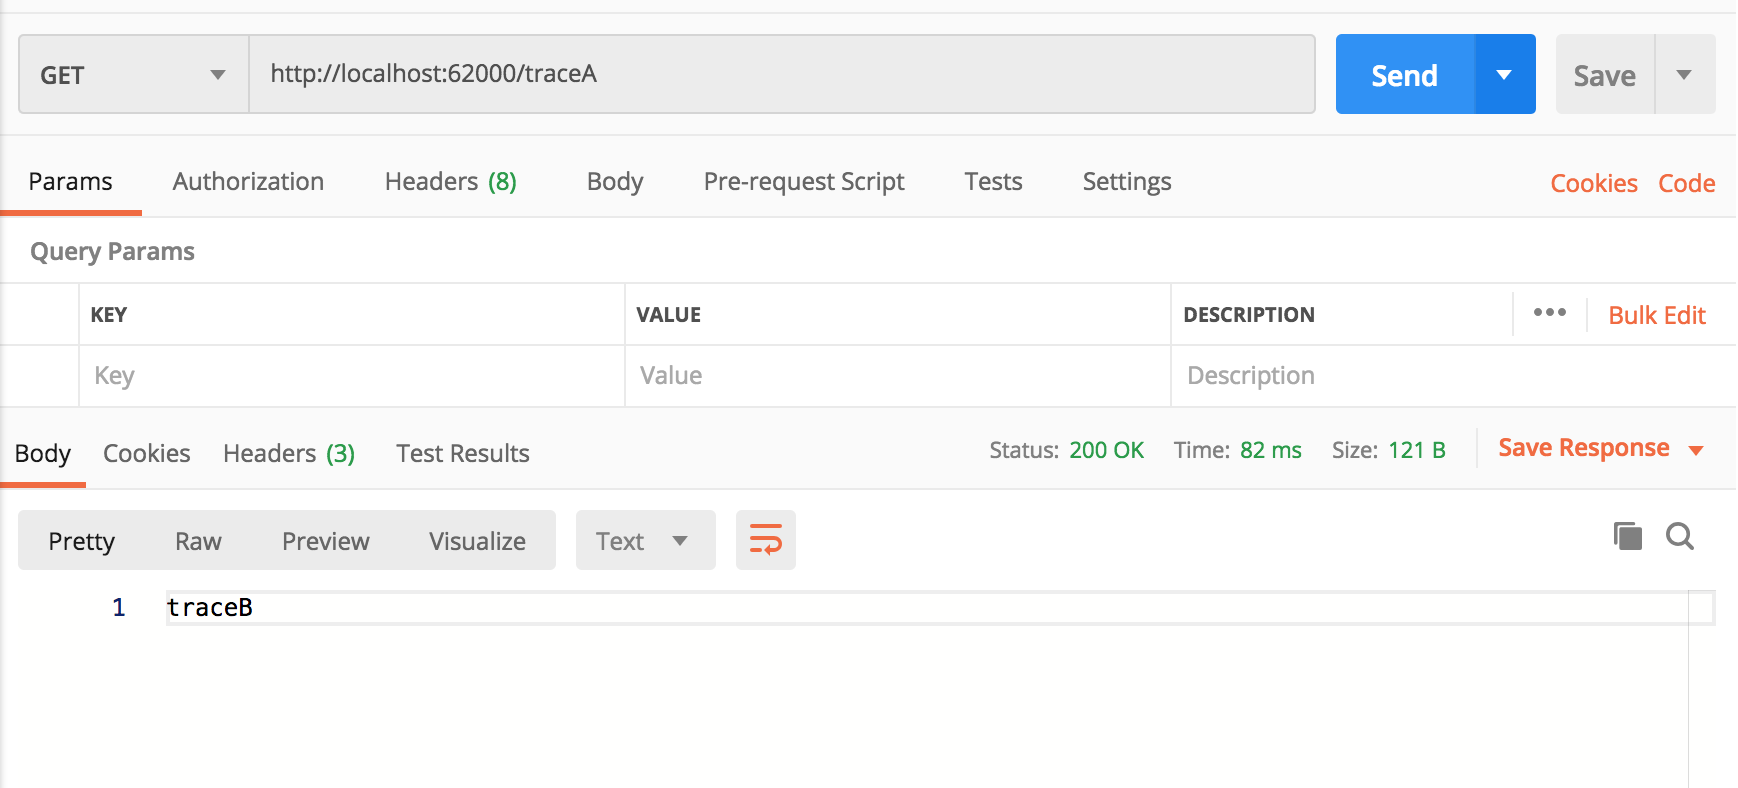 GET http://localhost:62000/traceA Send Save
Params Authorization Headers (8) Body Pre-request Script Tests Settings Cookies Code
Query Params
KEY VALUE DESCRIPTION ••• Bulk Edit
Key Value Description
Body Cookies Headers (3) Test Results Status: 200 OK Time: 82 ms Size: 121 B Save Response
Pretty Raw Preview Visualize Text
1 traceB